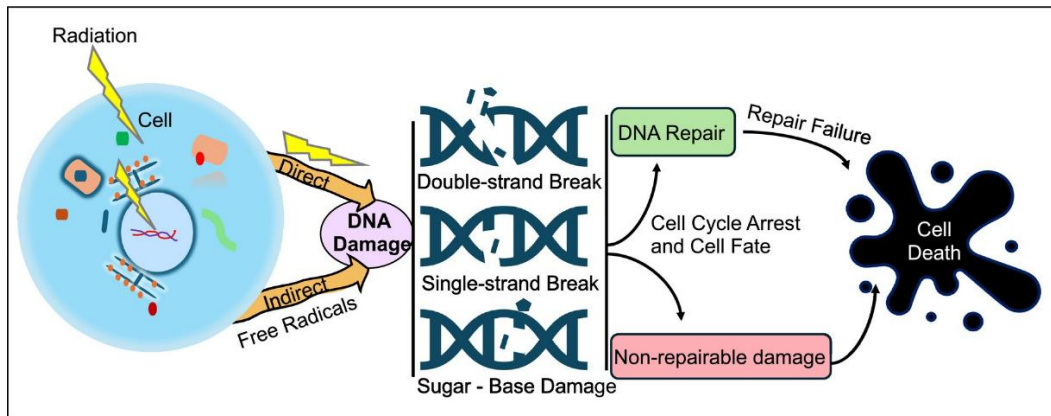 Radiation
Cell
Direct
Indirect
Free Radicals
DNA
Damage
Double-strand Break
Single-strand Break
Sugar - Base Damage
DNA Repair
Repair Failure
Cell Cycle Arrest
and Cell Fate
Non-repairable damage
Cell
Death